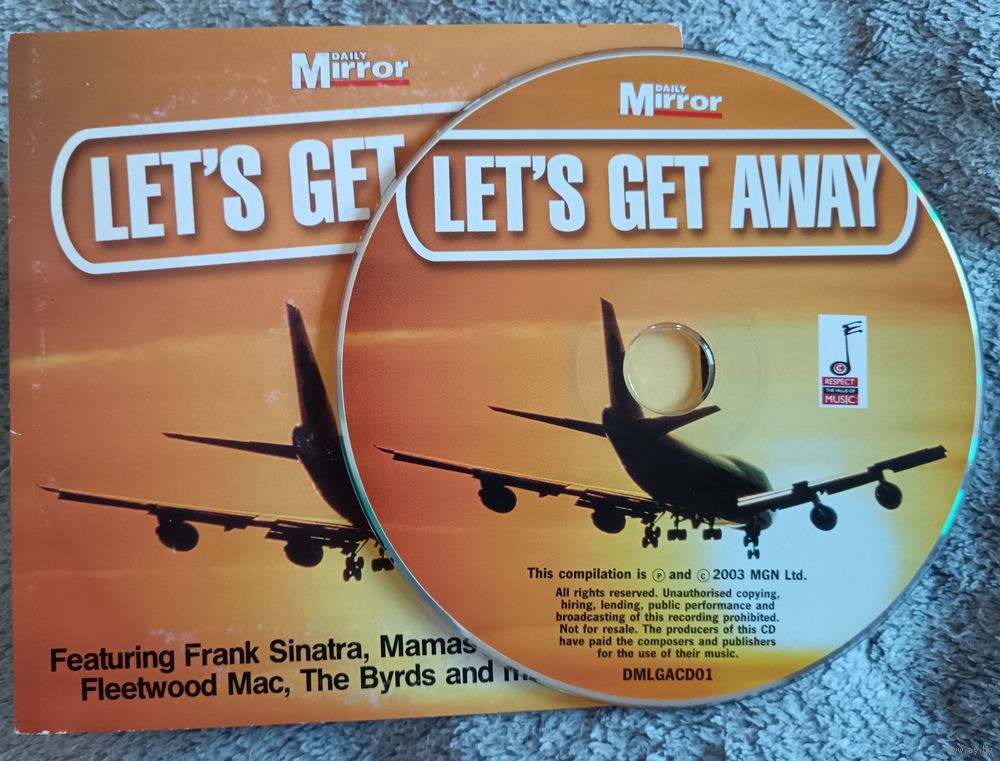 DAILY
Mirror
LET'S GET
Featuring Frank Sinatra, Mamas
Fleetwood Mac, The Byrds and
DAILY
Mirror
LET'S GET AWAY
RESPECT
THE VALUE OF
MUSIC
This compilation is Ⓟ and © 2003 MGN Ltd.
All rights reserved. Unauthorised copying,
hiring, lending, public performance and
broadcasting of this recording prohibited.
Not for resale. The producers of this CD
have paid the composers and publishers
for the use of their music.
DMLGACD01